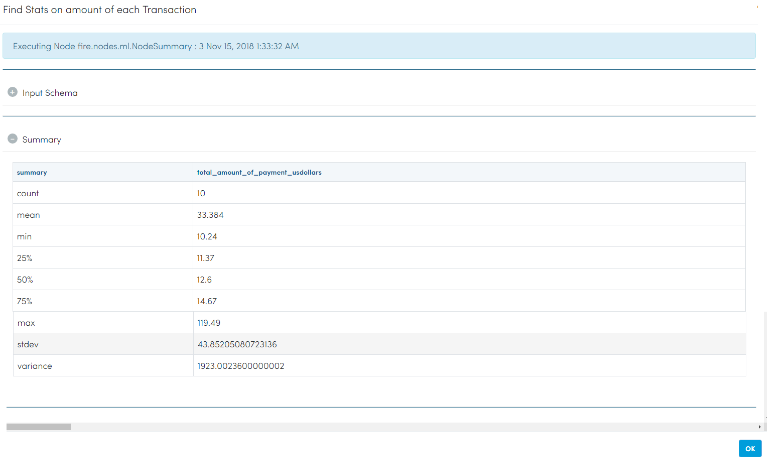 Find Stats on amount of each Transaction
Executing Node fire.nodes.ml.NodeSummary : 3 Nov 15, 2018 1:33:32 AM
Input Schema
Summary
summary total_amount_of_payment_usdollars
count 10
mean 33.384
min 10.24
25% 11.37
50% 12.6
75% 14.67
max 119.49
stdev 43.85205080723136
variance 1923.0023600000002
OK